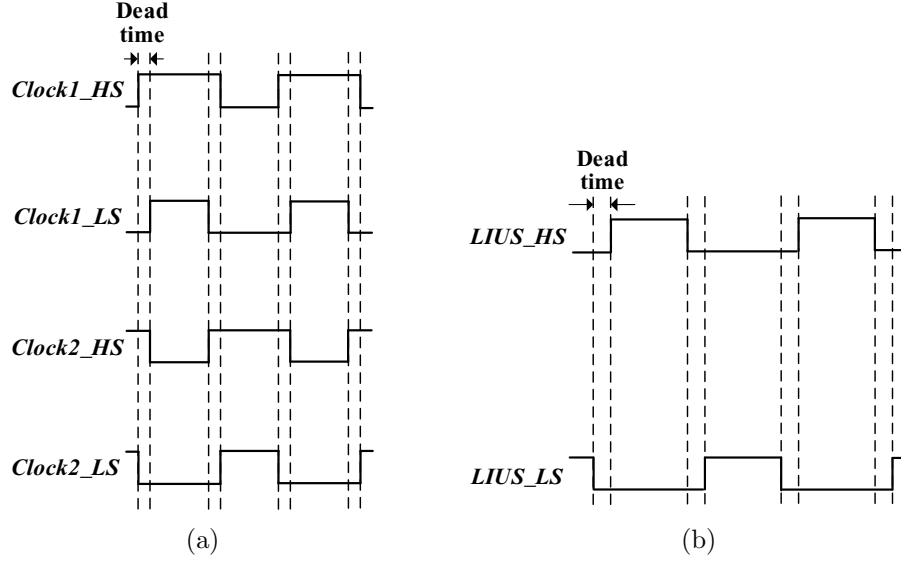 Dead
time
Clock1_HS
Clock1_LS
Clock2_HS
Clock2_LS
(a)
Dead
time
LIUS_HS
LIUS_LS
(b)